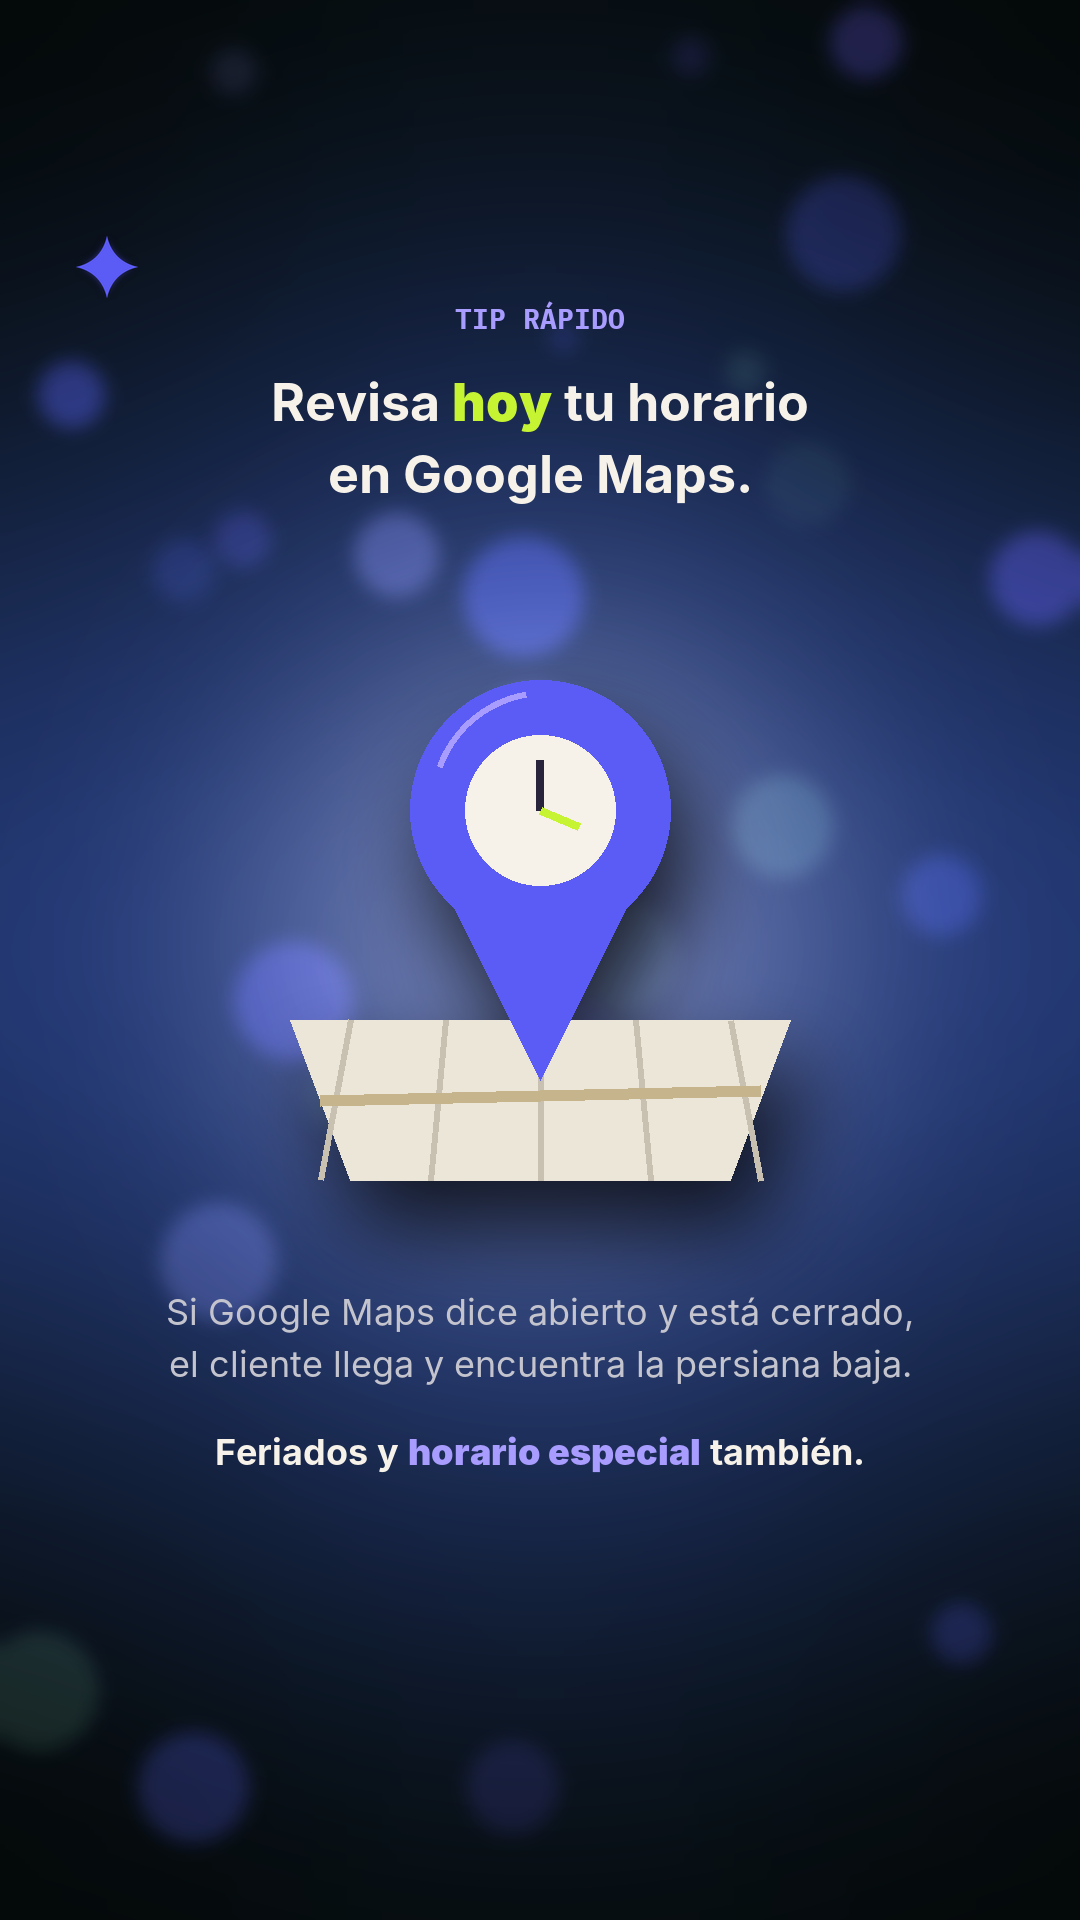 TIP RÁPIDO
Revisa hoy tu horario
en Google Maps.
Si Google Maps dice abierto y está cerrado,
el cliente llega y encuentra la persiana baja.
Feriados y horario especial también.